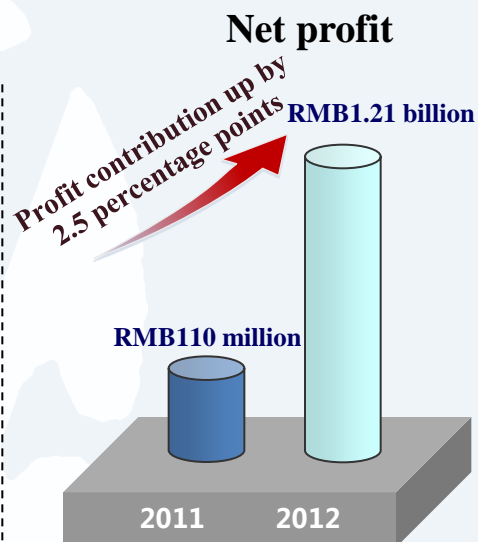 Net profit
Profit contribution up by
2.5 percentage points
RMB1.21 billion
RMB110 million
2011 2012